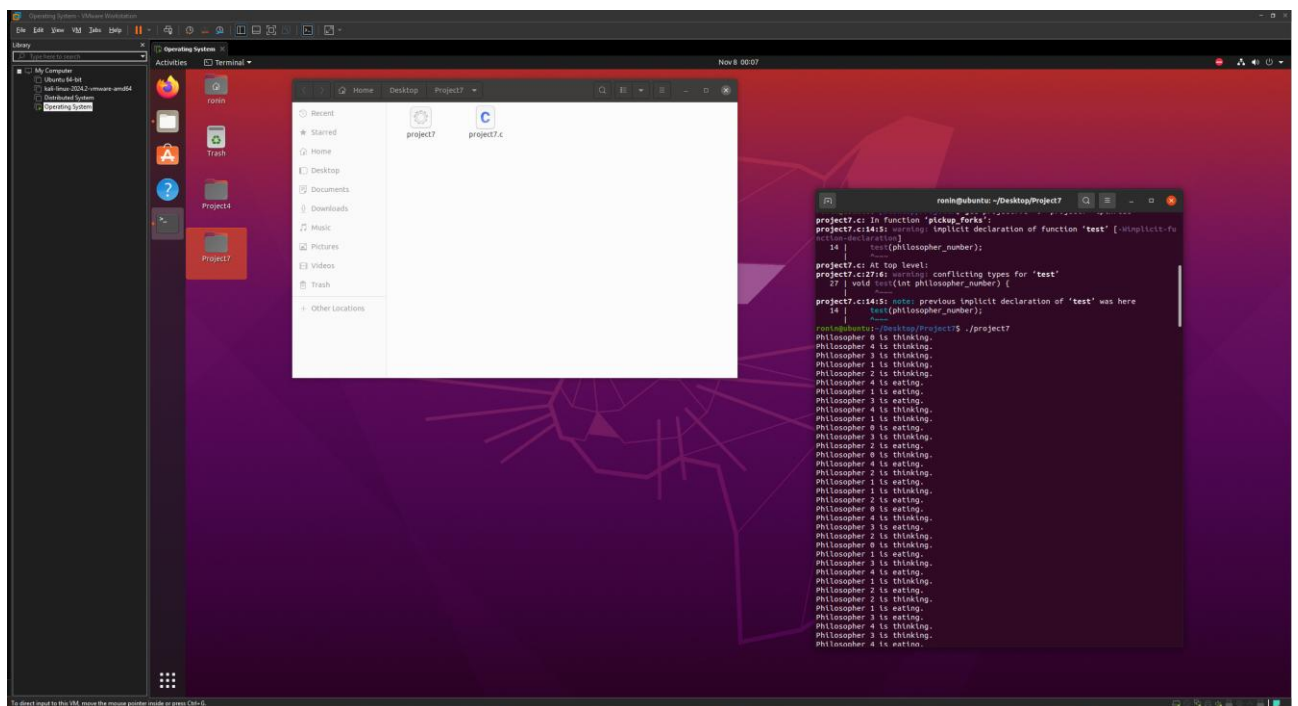 Operating System - VMware Workstation
File Edit View VM Tabs Help
Library
Type here to search
My Computer
Ubuntu 64-bit
kali-linux-2024.2-vmware-amd64
Distributed System
Operating System
Operating System
Activities Terminal Nov 8 00:07
ronin
Trash
Project4
Project7
Home Desktop Project7
Recent
Starred
Home
Desktop
Documents
Downloads
Music
Pictures
Videos
Trash
+ Other Locations
project7 project7.c
ronin@ubuntu: ~/Desktop/Project7
project7.c: In function ‘pickup_forks’:
project7.c:14:5: warning: implicit declaration of function ‘test’ [-Wimplicit-fu
nction-declaration]
14 | test(philosopher_number);
| ^~~~
project7.c: At top level:
project7.c:27:6: warning: conflicting types for ‘test’
27 | void test(int philosopher_number) {
| ^~~~
project7.c:14:5: note: previous implicit declaration of ‘test’ was here
14 | test(philosopher_number);
| ^~~~
ronin@ubuntu:~/Desktop/Project7$ ./project7
Philosopher 0 is thinking.
Philosopher 4 is thinking.
Philosopher 3 is thinking.
Philosopher 1 is thinking.
Philosopher 2 is thinking.
Philosopher 4 is eating.
Philosopher 1 is eating.
Philosopher 3 is eating.
Philosopher 4 is thinking.
Philosopher 1 is thinking.
Philosopher 0 is eating.
Philosopher 3 is thinking.
Philosopher 2 is eating.
Philosopher 0 is thinking.
Philosopher 4 is eating.
Philosopher 2 is thinking.
Philosopher 1 is eating.
Philosopher 1 is thinking.
Philosopher 2 is eating.
Philosopher 0 is eating.
Philosopher 4 is thinking.
Philosopher 3 is eating.
Philosopher 2 is thinking.
Philosopher 0 is thinking.
Philosopher 1 is eating.
Philosopher 3 is thinking.
Philosopher 4 is eating.
Philosopher 1 is thinking.
Philosopher 2 is eating.
Philosopher 2 is thinking.
Philosopher 1 is eating.
Philosopher 3 is eating.
Philosopher 4 is thinking.
Philosopher 3 is thinking.
Philosopher 4 is eating.
To direct input to this VM, move the mouse pointer inside or press Ctrl+G.